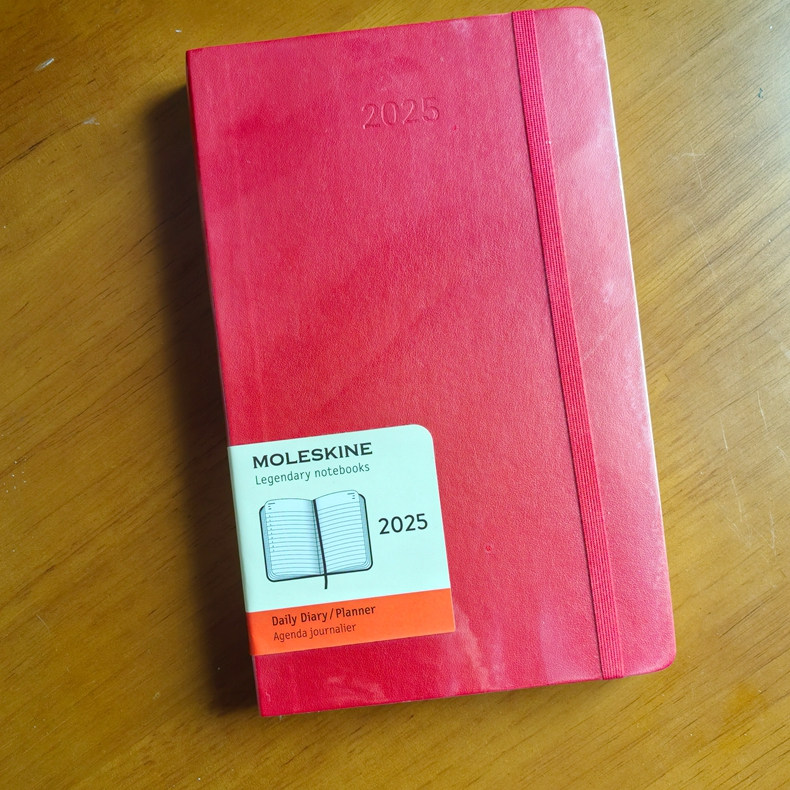 2025
MOLESKINE
Legendary notebooks
2025
Daily Diary/Planner
Agenda journalier